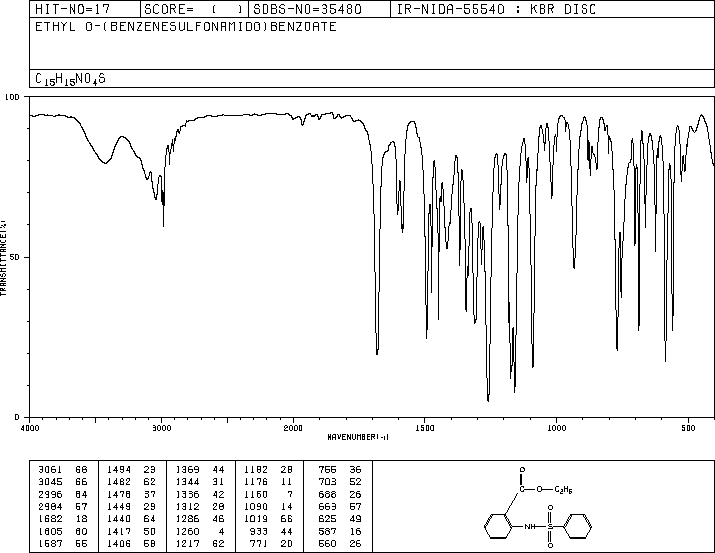 HIT-NO=17 SCORE= ( ) SDBS-NO=35480 IR-NIDA-55540 : KBR DISC
ETHYL O-(BENZENESULFONAMIDO)BENZOATE
C15H15NO4S
100
50
0
TRANSMITTANCE(%)
4000 3000 2000 1500 1000 500
WAVENUMBER(-1)
3061 66 1494 23 1369 44 1182 28 755 36
3045 66 1482 62 1344 31 1176 11 703 52
2996 64 1478 37 1336 42 1160 7 688 26
2984 57 1449 29 1312 28 1090 14 663 57
1682 18 1440 64 1286 46 1019 66 625 49
1605 60 1417 50 1260 4 933 44 587 16
1587 55 1406 58 1217 62 771 20 560 26
O
C O C2H5
O
NH S
O